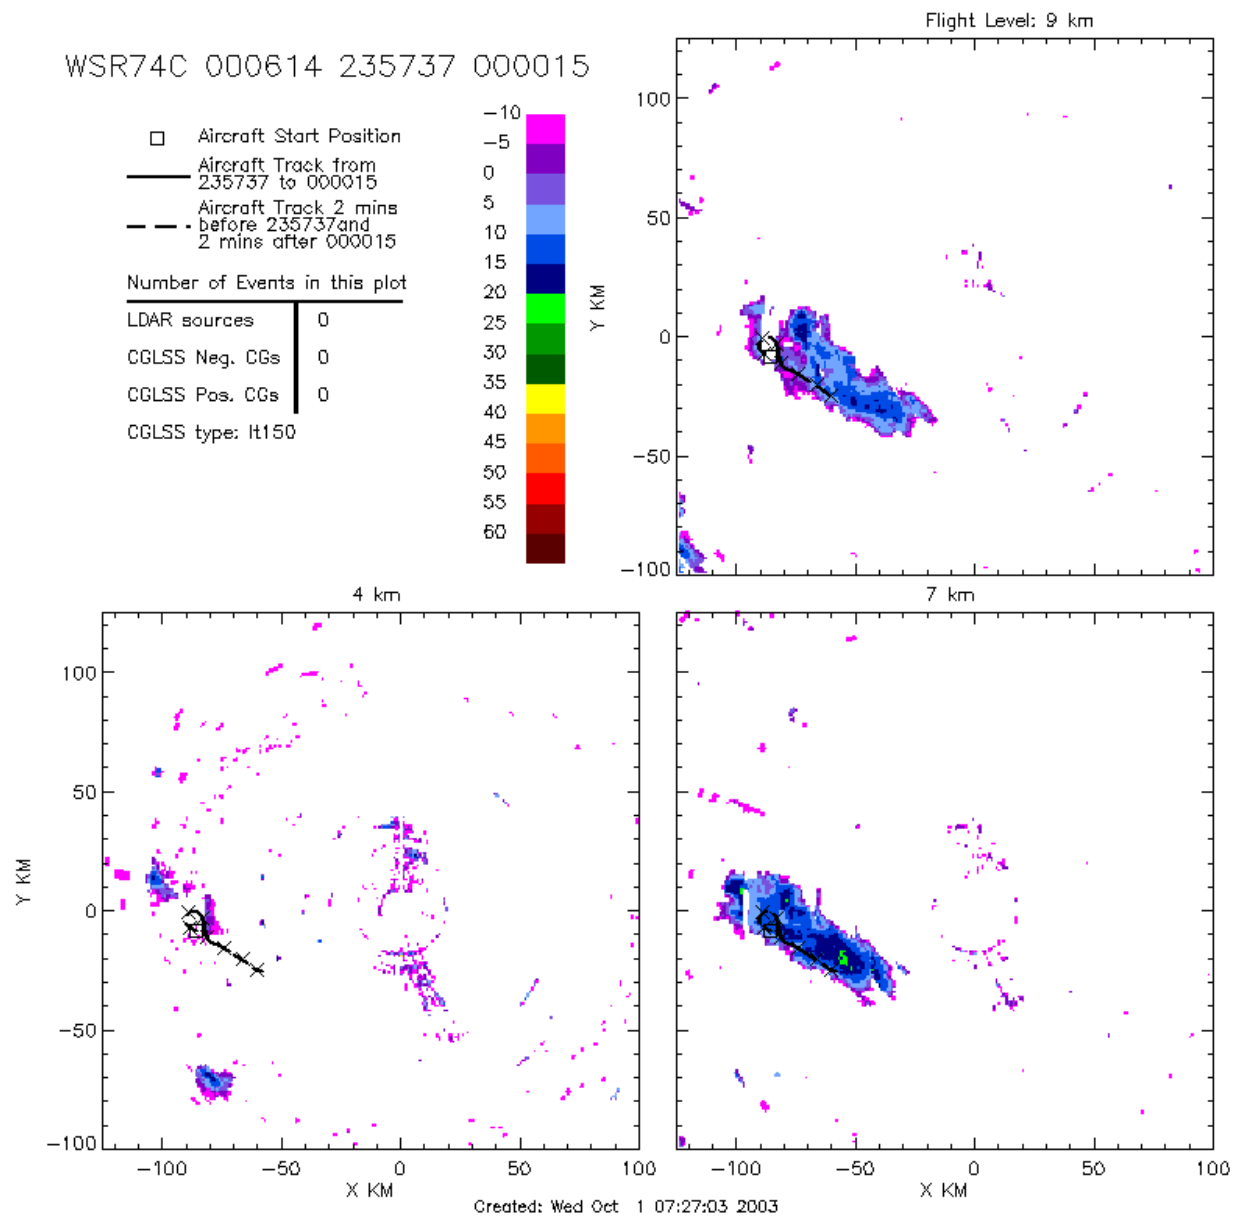 Flight Level: 9 km
WSR74C 000614 235737 000015
Aircraft Start Position
Aircraft Track from
235737 to 000015
Aircraft Track 2 mins
before 235737and
2 mins after 000015
Number of Events in this plot
LDAR sources 0
CGLSS Neg. CGs 0
CGLSS Pos. CGs 0
CGLSS type: lt150
-10
-5
0
5
10
15
20
25
30
35
40
45
50
55
60
Y KM
100
50
0
-50
-100
4 km
7 km
Y KM
100
50
0
-50
-100
100
50
0
-50
-100
-100 -50 0 50 100
X KM
-100 -50 0 50 100
X KM
Created: Wed Oct 1 07:27:03 2003